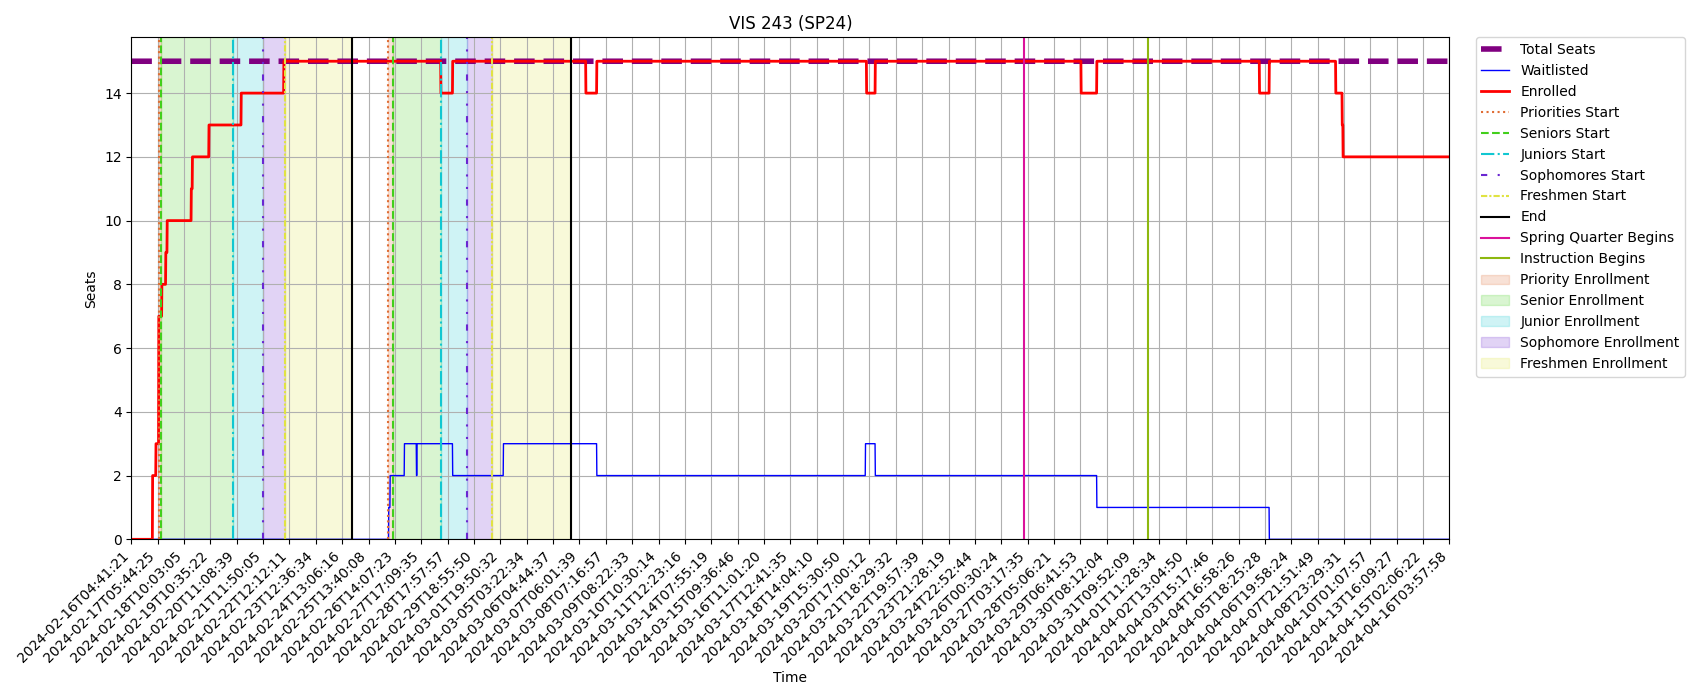 VIS 243 (SP24)
Seats
14
12
10
8
6
4
2
0
2024-02-16T04:41:21
2024-02-17T05:44:25
2024-02-18T10:03:05
2024-02-19T10:35:22
2024-02-20T11:08:39
2024-02-21T11:50:05
2024-02-22T12:12:11
2024-02-23T12:36:34
2024-02-24T13:06:16
2024-02-25T13:40:08
2024-02-26T14:07:23
2024-02-27T17:09:35
2024-02-28T17:57:57
2024-02-29T18:55:50
2024-03-01T19:50:32
2024-03-05T03:22:34
2024-03-06T04:44:37
2024-03-07T06:01:39
2024-03-08T07:16:57
2024-03-09T08:22:33
2024-03-10T10:30:14
2024-03-11T12:23:16
2024-03-14T07:55:19
2024-03-15T09:36:46
2024-03-16T11:01:20
2024-03-17T12:41:35
2024-03-18T14:04:10
2024-03-19T15:30:50
2024-03-20T17:00:12
2024-03-21T18:29:32
2024-03-22T19:57:39
2024-03-23T21:28:19
2024-03-24T22:52:44
2024-03-26T00:30:24
2024-03-27T03:17:35
2024-03-28T05:06:21
2024-03-29T06:41:53
2024-03-30T08:12:04
2024-03-31T09:52:09
2024-04-01T11:28:34
2024-04-02T13:04:50
2024-04-03T15:17:46
2024-04-04T16:58:26
2024-04-05T18:25:28
2024-04-06T19:58:24
2024-04-07T21:51:49
2024-04-08T23:29:31
2024-04-10T01:07:57
2024-04-13T16:09:27
2024-04-15T02:06:22
2024-04-16T03:57:58
Time
Total Seats
Waitlisted
Enrolled
Priorities Start
Seniors Start
Juniors Start
Sophomores Start
Freshmen Start
End
Spring Quarter Begins
Instruction Begins
Priority Enrollment
Senior Enrollment
Junior Enrollment
Sophomore Enrollment
Freshmen Enrollment